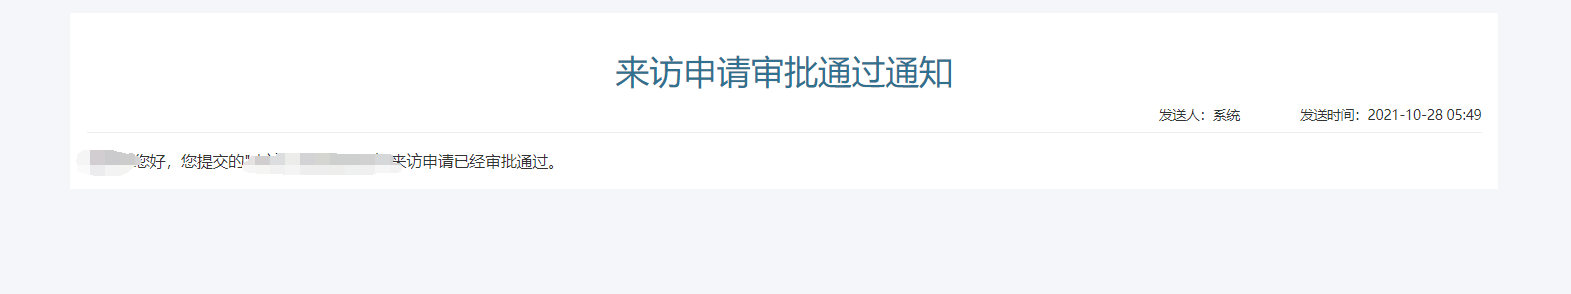 来访申请审批通过通知
发送人：系统 发送时间：2021-10-28 05:49
您好，您提交的" 来访申请已经审批通过。